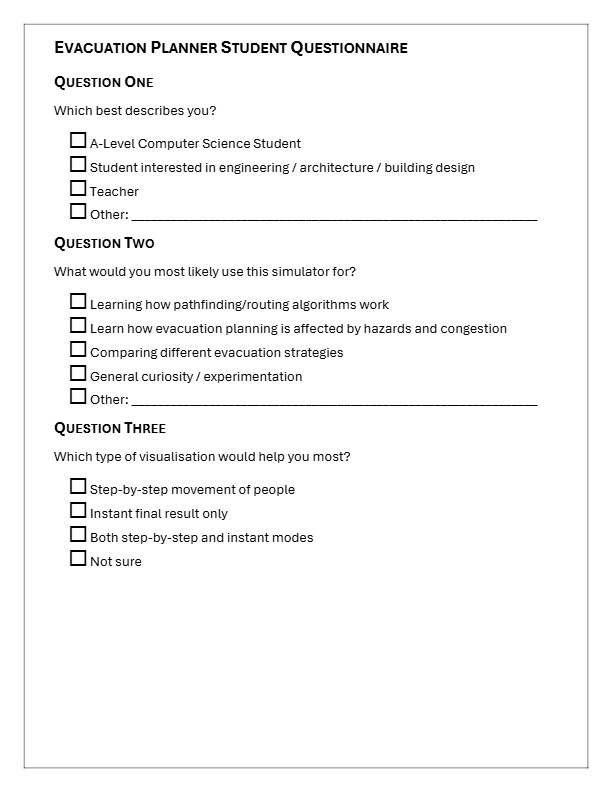 EVACUATION PLANNER STUDENT QUESTIONNAIRE
QUESTION ONE
Which best describes you?
☐ A-Level Computer Science Student
☐ Student interested in engineering / architecture / building design
☐ Teacher
☐ Other: ____________________________________________________________
QUESTION TWO
What would you most likely use this simulator for?
☐ Learning how pathfinding/routing algorithms work
☐ Learn how evacuation planning is affected by hazards and congestion
☐ Comparing different evacuation strategies
☐ General curiosity / experimentation
☐ Other: ____________________________________________________________
QUESTION THREE
Which type of visualisation would help you most?
☐ Step-by-step movement of people
☐ Instant final result only
☐ Both step-by-step and instant modes
☐ Not sure